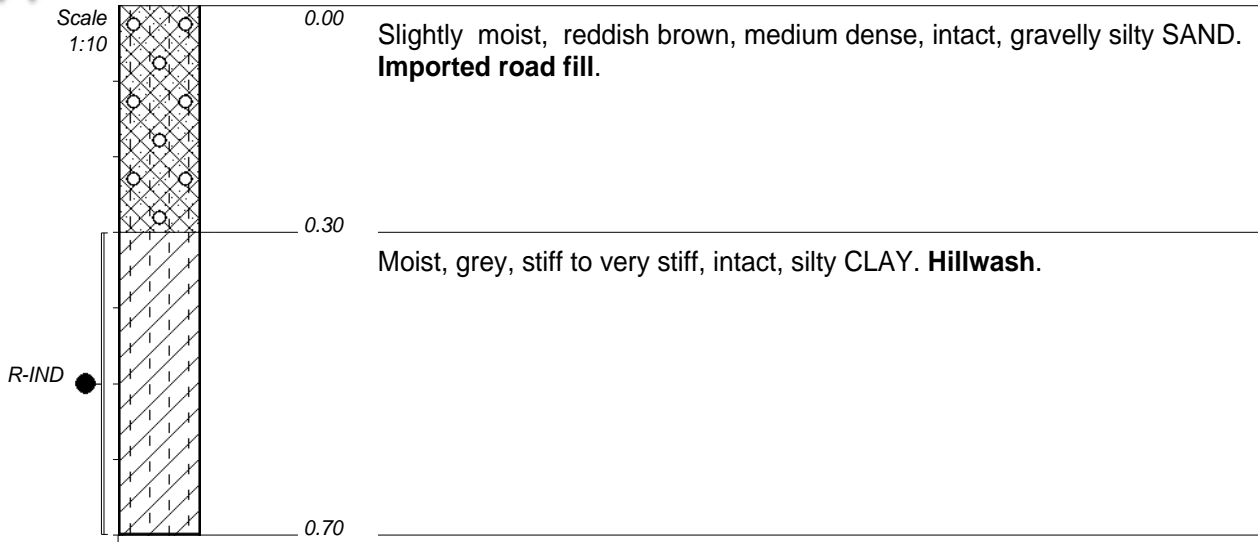 Scale
1:10
0.00
Slightly moist, reddish brown, medium dense, intact, gravelly silty SAND.
Imported road fill.
0.30
Moist, grey, stiff to very stiff, intact, silty CLAY. Hillwash.
R-IND
0.70